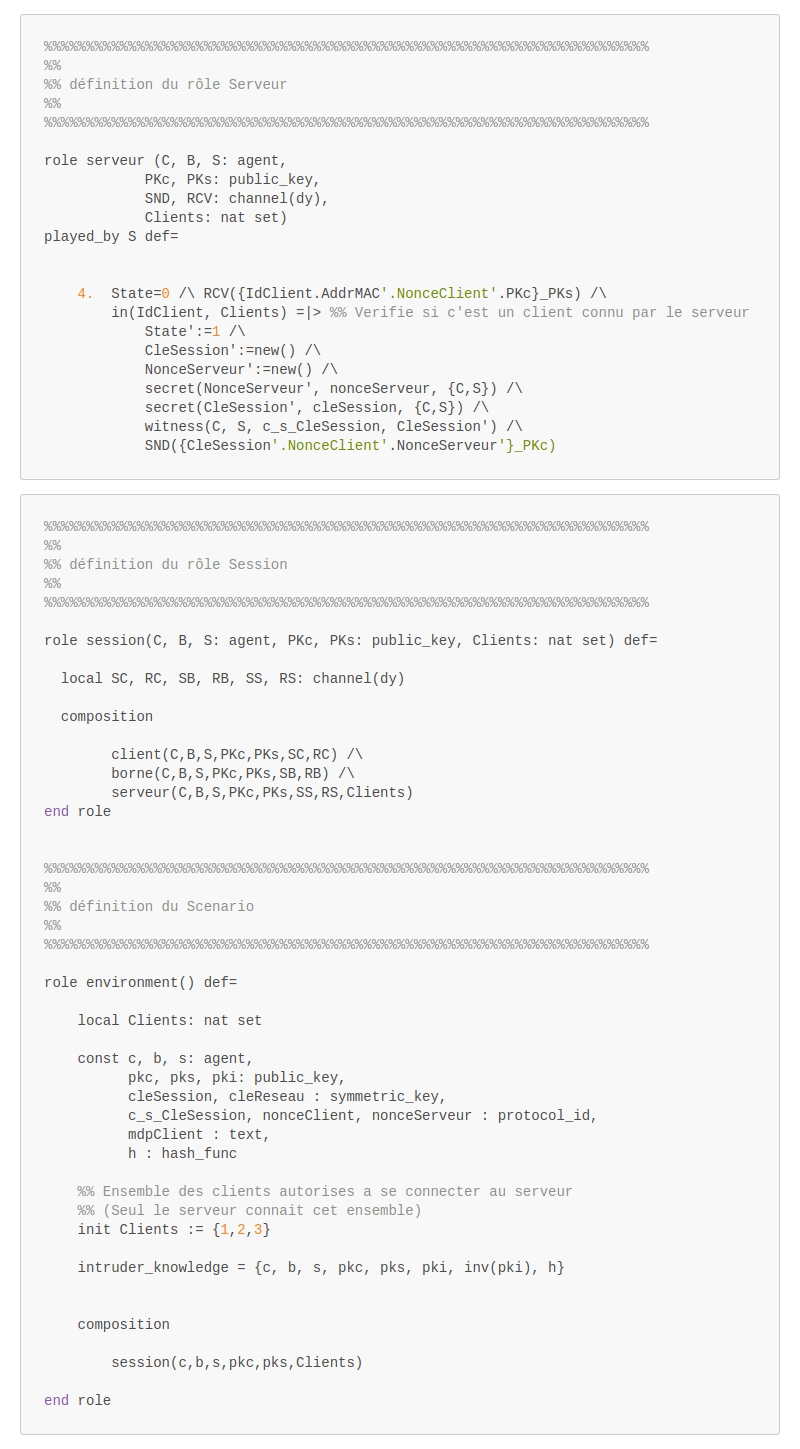 %%%%%%%%%%%%%%%%%%%%%%%%%%%%%%%%%%%%%%%%%%%%%%%%%%%%%%%%%%%%%%%%%%%%%%%%%%
%%
%% définition du rôle Serveur
%%
%%%%%%%%%%%%%%%%%%%%%%%%%%%%%%%%%%%%%%%%%%%%%%%%%%%%%%%%%%%%%%%%%%%%%%%%%%
role serveur (C, B, S: agent,
PKc, PKs: public_key,
SND, RCV: channel(dy),
Clients: nat set)
played_by S def=
4.  State=0 /\ RCV({IdClient.AddrMAC'.NonceClient'.PKc}_PKs) /\
in(IdClient, Clients) =|> %% Verifie si c'est un client connu par le serveur
State':=1 /\
CleSession':=new() /\
NonceServeur':=new() /\
secret(NonceServeur', nonceServeur, {C,S}) /\
secret(CleSession', cleSession, {C,S}) /\
witness(C, S, c_s_CleSession, CleSession') /\
SND({CleSession'.NonceClient'.NonceServeur'}_PKc)
%%%%%%%%%%%%%%%%%%%%%%%%%%%%%%%%%%%%%%%%%%%%%%%%%%%%%%%%%%%%%%%%%%%%%%%%%%
%%
%% définition du rôle Session
%%
%%%%%%%%%%%%%%%%%%%%%%%%%%%%%%%%%%%%%%%%%%%%%%%%%%%%%%%%%%%%%%%%%%%%%%%%%%
role session(C, B, S: agent, PKc, PKs: public_key, Clients: nat set) def=
local SC, RC, SB, RB, SS, RS: channel(dy)
composition
client(C,B,S,PKc,PKs,SC,RC) /\
borne(C,B,S,PKc,PKs,SB,RB) /\
serveur(C,B,S,PKc,PKs,SS,RS,Clients)
end role
%%%%%%%%%%%%%%%%%%%%%%%%%%%%%%%%%%%%%%%%%%%%%%%%%%%%%%%%%%%%%%%%%%%%%%%%%%
%%
%% définition du Scenario
%%
%%%%%%%%%%%%%%%%%%%%%%%%%%%%%%%%%%%%%%%%%%%%%%%%%%%%%%%%%%%%%%%%%%%%%%%%%%
role environment() def=
local Clients: nat set
const c, b, s: agent,
pkc, pks, pki: public_key,
cleSession, cleReseau : symmetric_key,
c_s_CleSession, nonceClient, nonceServeur : protocol_id,
mdpClient : text,
h : hash_func
%% Ensemble des clients autorises a se connecter au serveur
%% (Seul le serveur connait cet ensemble)
init Clients := {1,2,3}
intruder_knowledge = {c, b, s, pkc, pks, pki, inv(pki), h}
composition
session(c,b,s,pkc,pks,Clients)
end role